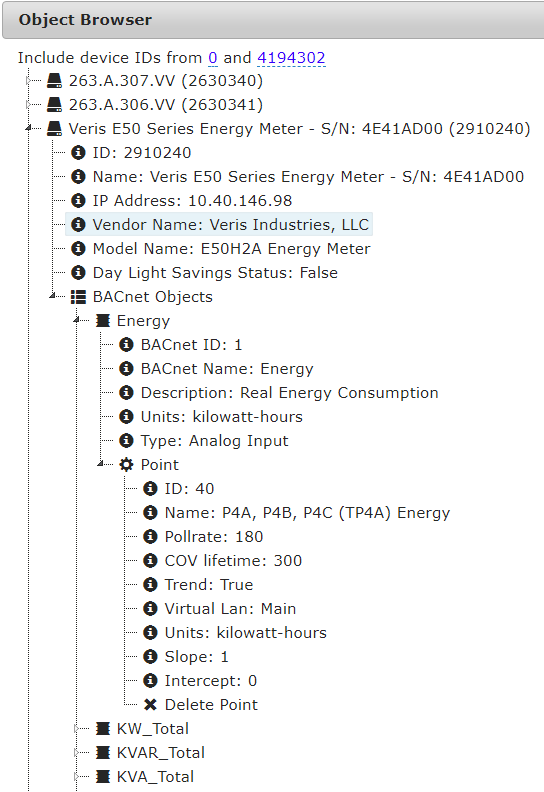 Object Browser
Include device IDs from 0 and 4194302
263.A.307.VV (2630340)
263.A.306.VV (2630341)
Veris E50 Series Energy Meter - S/N: 4E41AD00 (2910240)
ID: 2910240
Name: Veris E50 Series Energy Meter - S/N: 4E41AD00
IP Address: 10.40.146.98
Vendor Name: Veris Industries, LLC
Model Name: E50H2A Energy Meter
Day Light Savings Status: False
BACnet Objects
Energy
BACnet ID: 1
BACnet Name: Energy
Description: Real Energy Consumption
Units: kilowatt-hours
Type: Analog Input
Point
ID: 40
Name: P4A, P4B, P4C (TP4A) Energy
Pollrate: 180
COV lifetime: 300
Trend: True
Virtual Lan: Main
Units: kilowatt-hours
Slope: 1
Intercept: 0
Delete Point
KW_Total
KVAR_Total
KVA_Total